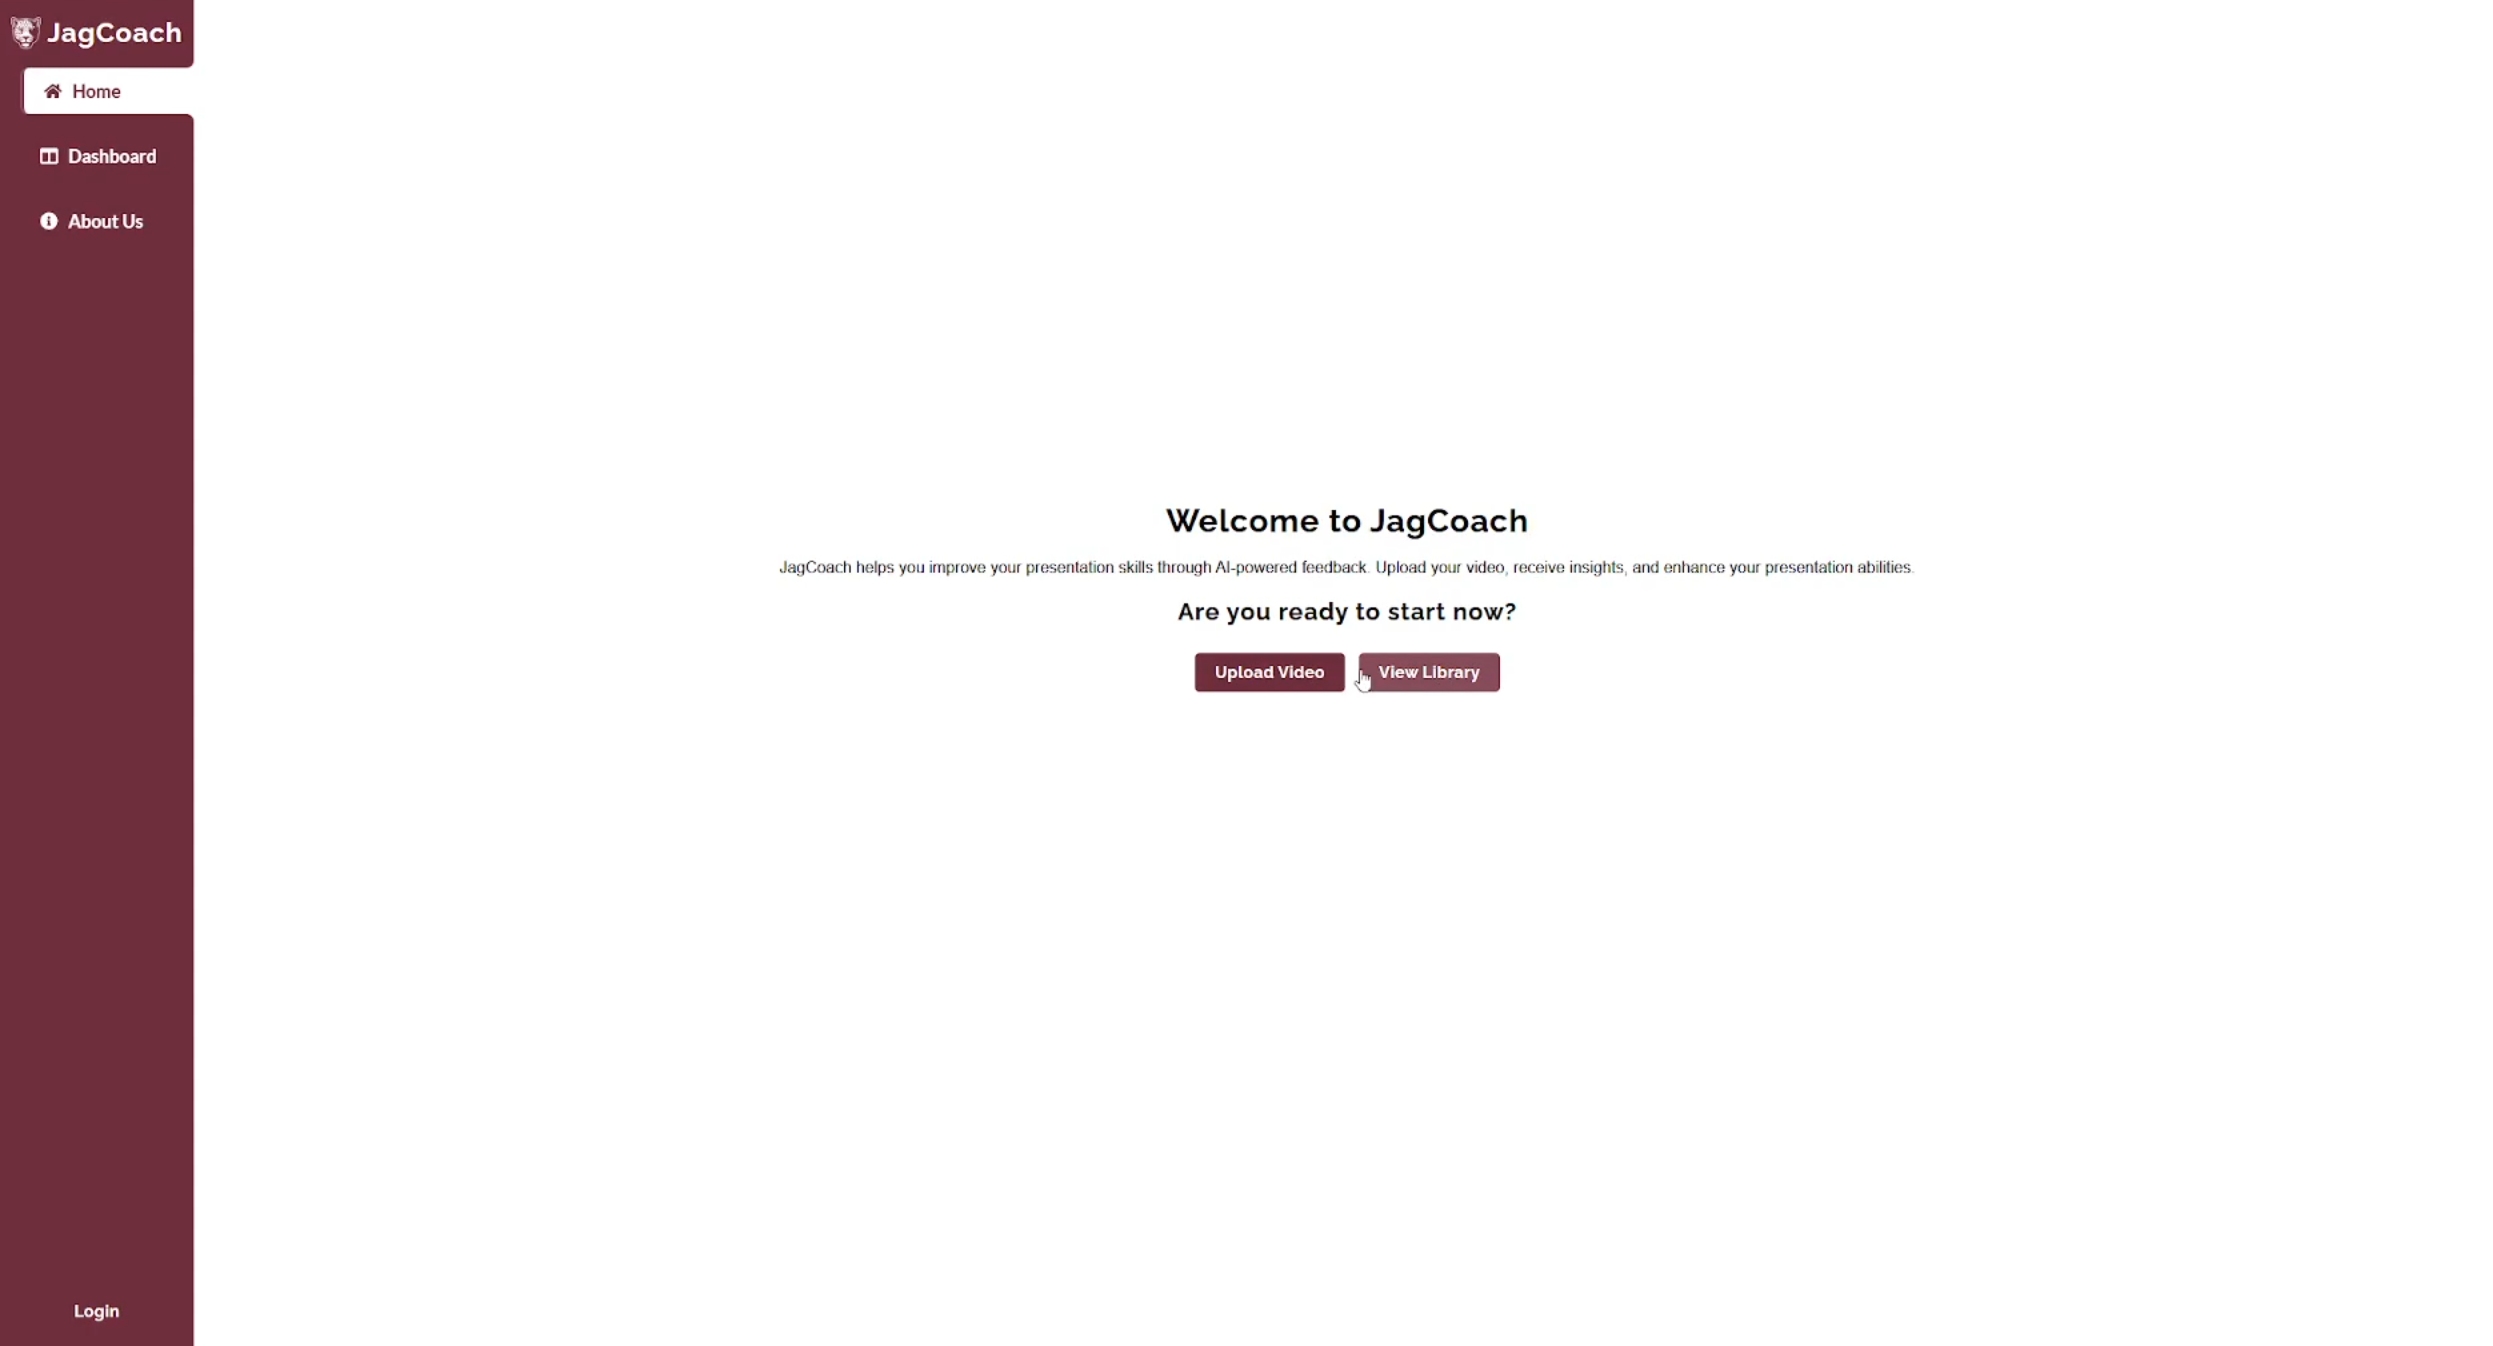 JagCoach
Home
Dashboard
About Us
Welcome to JagCoach
JagCoach helps you improve your presentation skills through AI-powered feedback. Upload your video, receive insights, and enhance your presentation abilities.
Are you ready to start now?
Upload Video
View Library
Login